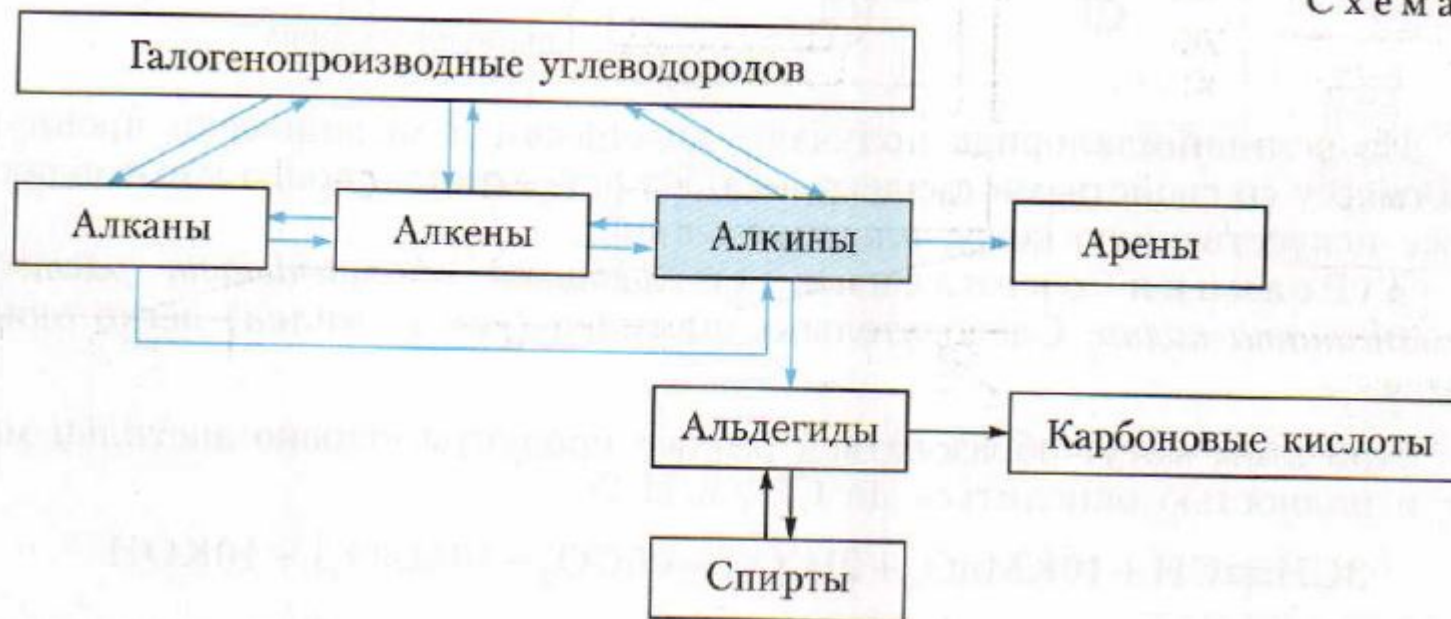 Схема
Галогенопроизводные углеводородов
Алканы
Алкены
Алкины
Арены
Альдегиды
Карбоновые кислоты
Спирты